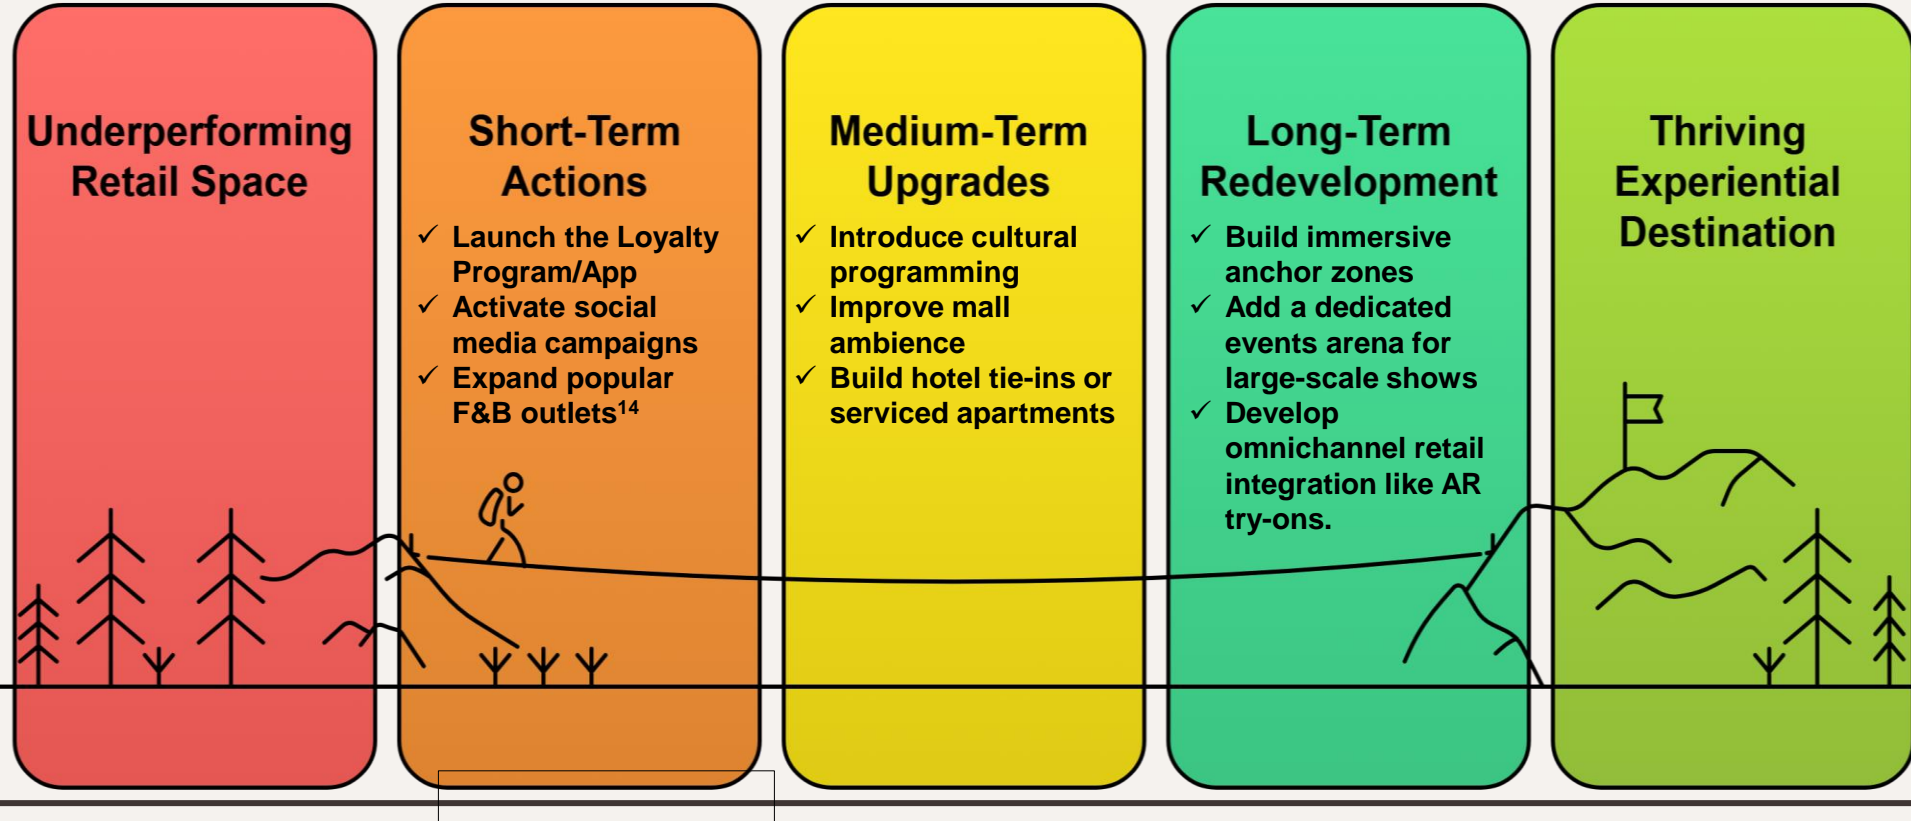 Underperforming
Retail Space
Short-Term
Actions
✓ Launch the Loyalty
Program/App
✓ Activate social
media campaigns
✓ Expand popular
F&B outlets¹⁴
Medium-Term
Upgrades
✓ Introduce cultural
programming
✓ Improve mall
ambience
✓ Build hotel tie-ins or
serviced apartments
Long-Term
Redevelopment
✓ Build immersive
anchor zones
✓ Add a dedicated
events arena for
large-scale shows
✓ Develop
omnichannel retail
integration like AR
try-ons.
Thriving
Experiential
Destination